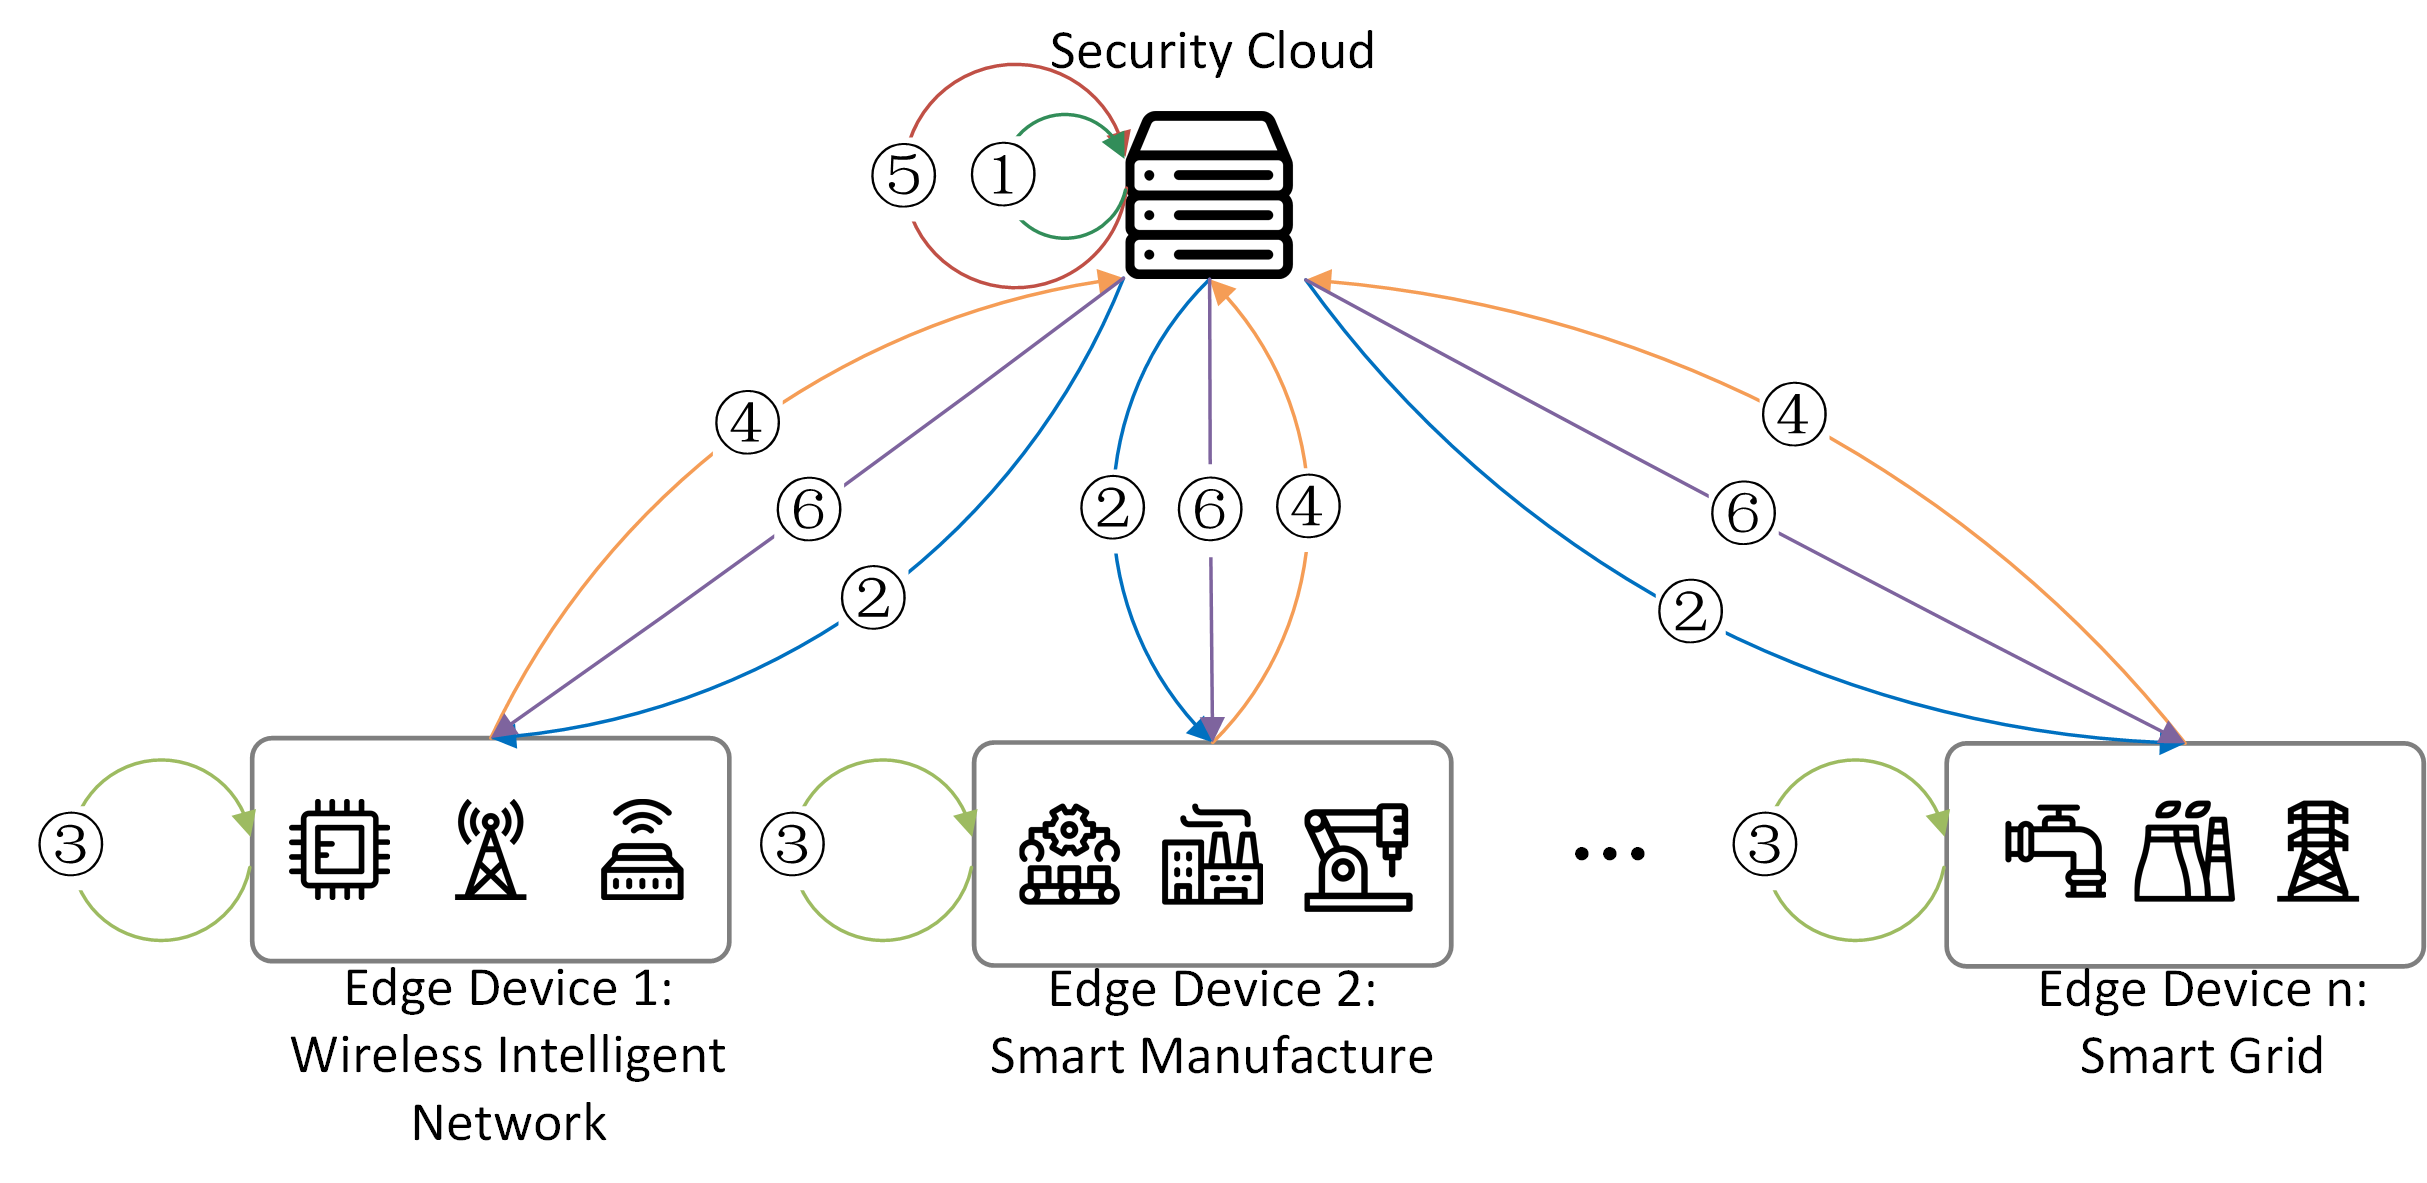 Security Cloud
⑤ ①
④ ④
⑥ ② ⑥ ④ ⑥
② ②
③ ③ ③
Edge Device 1:
Wireless Intelligent
Network
Edge Device 2:
Smart Manufacture
...
Edge Device n:
Smart Grid